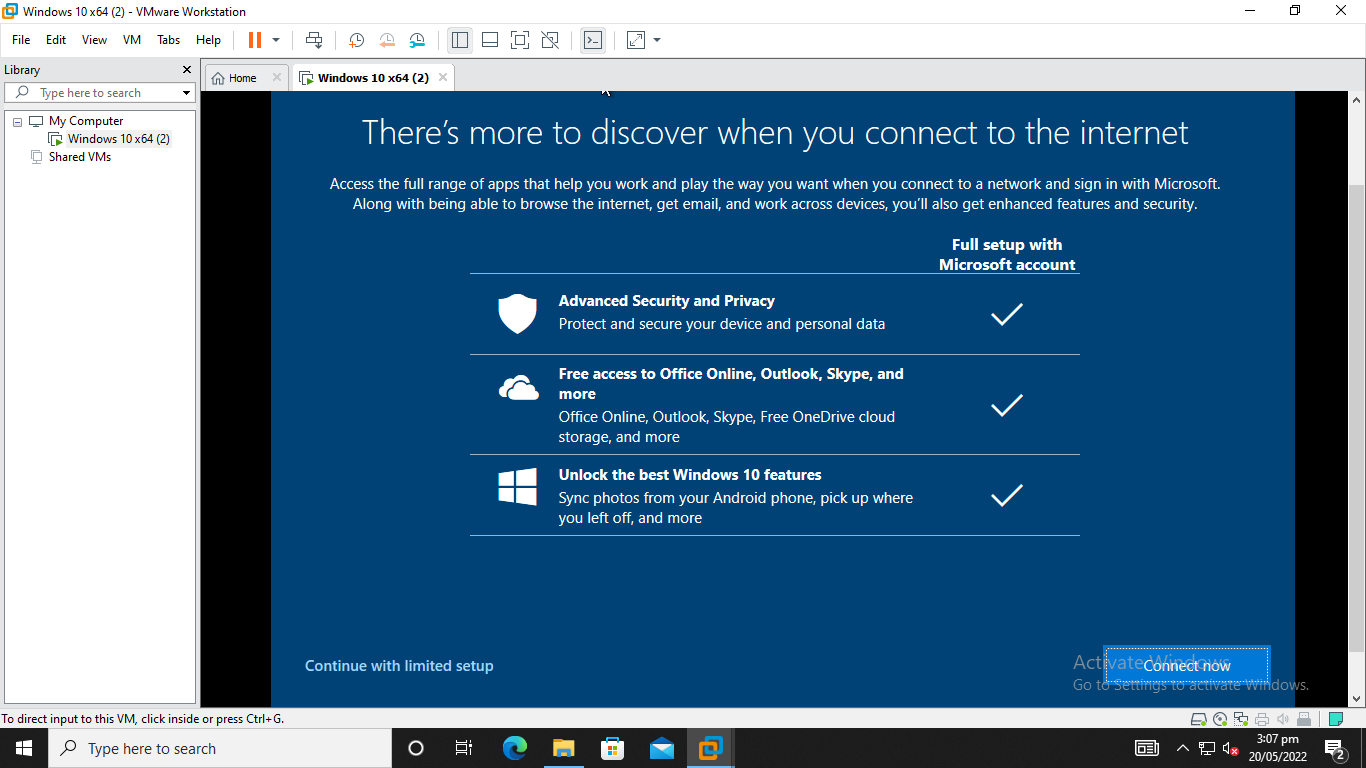 Windows 10 x64 (2) - VMware Workstation
File Edit View VM Tabs Help
Library
Home
Windows 10 x64 (2)
Type here to search
My Computer
Windows 10 x64 (2)
Shared VMs
There's more to discover when you connect to the internet
Access the full range of apps that help you work and play the way you want when you connect to a network and sign in with Microsoft.
Along with being able to browse the internet, get email, and work across devices, you'll also get enhanced features and security.
Full setup with
Microsoft account
Advanced Security and Privacy
Protect and secure your device and personal data
Free access to Office Online, Outlook, Skype, and
more
Office Online, Outlook, Skype, Free OneDrive cloud
storage, and more
Unlock the best Windows 10 features
Sync photos from your Android phone, pick up where
you left off, and more
Continue with limited setup
Connect now
Activate Windows
Go to Settings to activate Windows.
To direct input to this VM, click inside or press Ctrl+G.
Type here to search
3:07 pm
20/05/2022
2